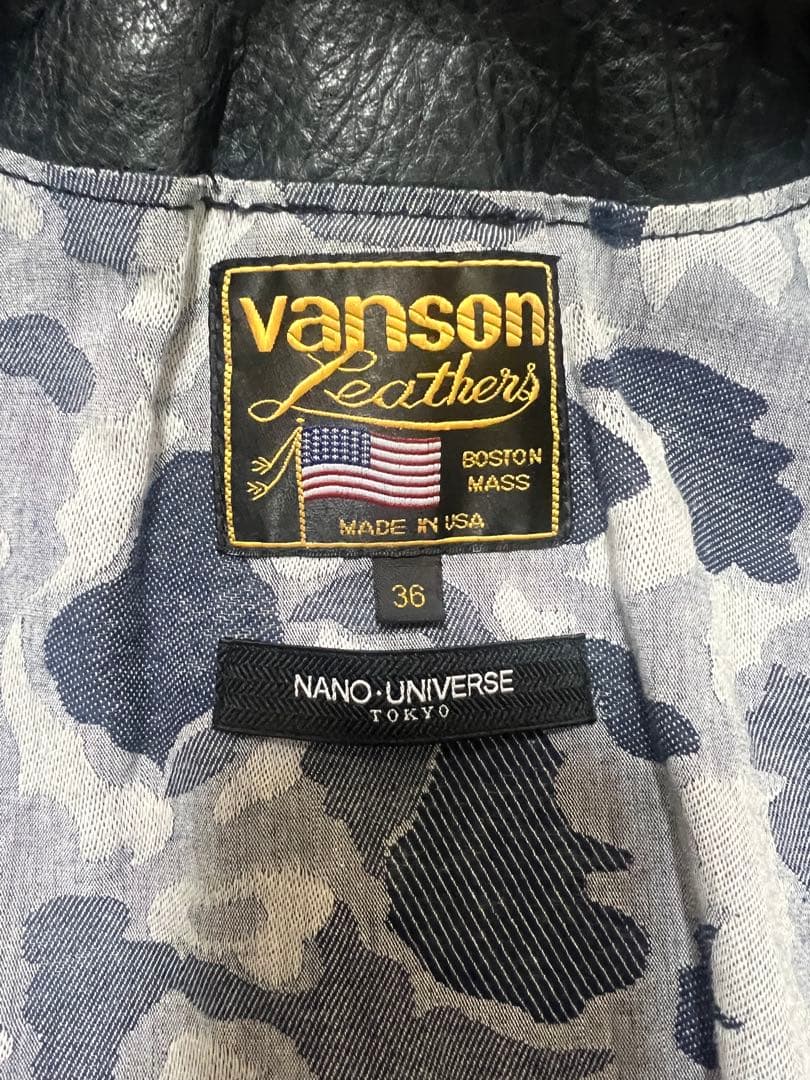 vanson
Leathers
BOSTON
MASS
MADE IN USA
36
NANO·UNIVERSE
TOKYO